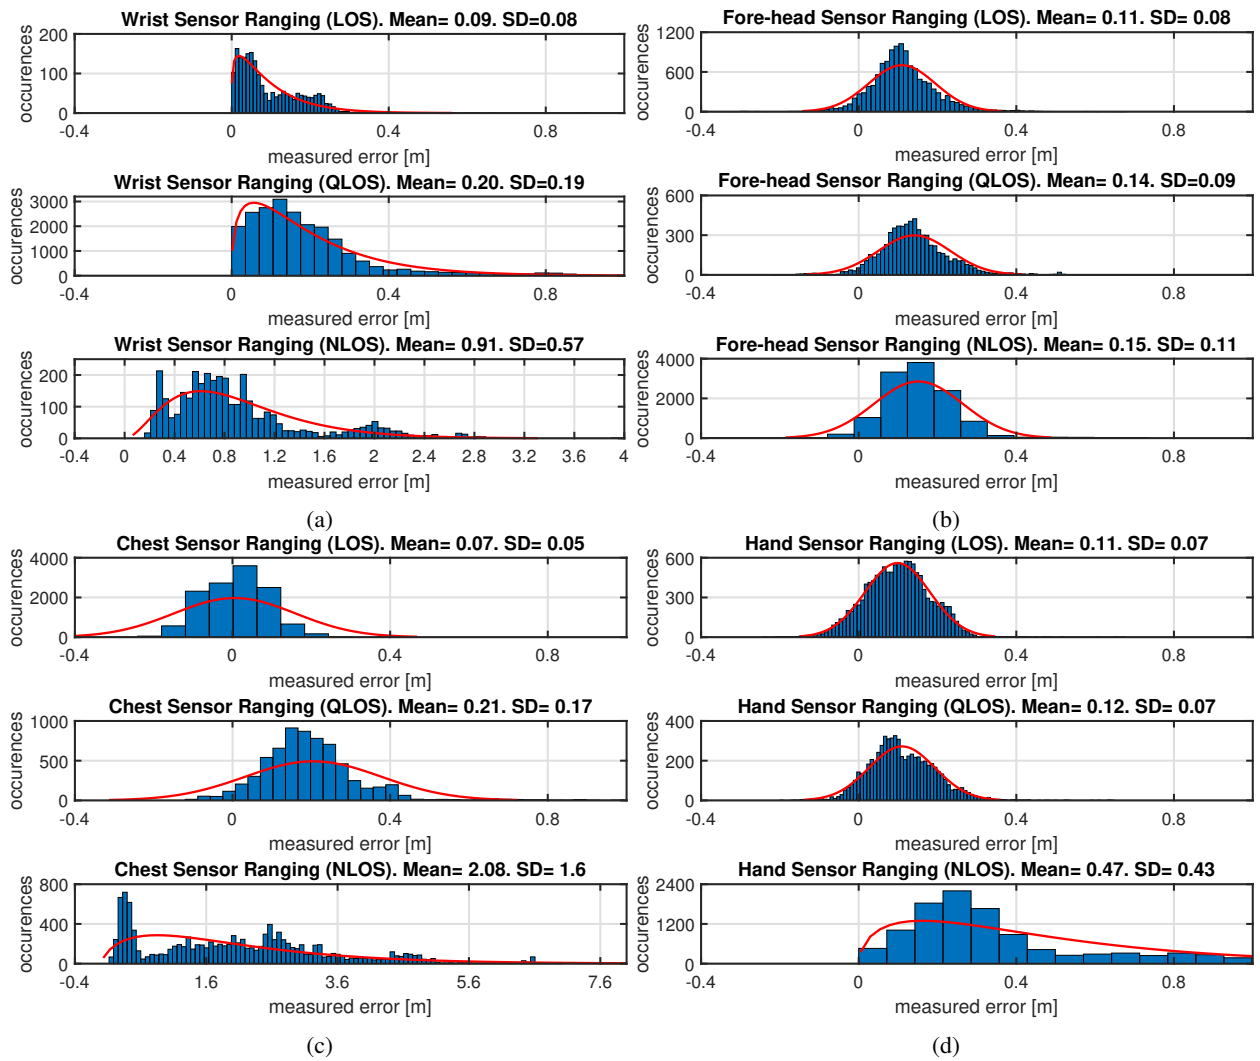 Wrist Sensor Ranging (LOS). Mean= 0.09. SD=0.08
occurences
200
100
0
-0.4 0 0.4 0.8
measured error [m]
Wrist Sensor Ranging (QLOS). Mean= 0.20. SD=0.19
occurences
3000
2000
1000
0
-0.4 0 0.4 0.8
measured error [m]
Wrist Sensor Ranging (NLOS). Mean= 0.91. SD=0.57
occurences
200
100
0
-0.4 0 0.4 0.8 1.2 1.6 2 2.4 2.8 3.2 3.6 4
measured error [m]
(a)
Fore-head Sensor Ranging (LOS). Mean= 0.11. SD= 0.08
occurences
1200
600
0
-0.4 0 0.4 0.8
measured error [m]
Fore-head Sensor Ranging (QLOS). Mean= 0.14. SD=0.09
occurences
600
300
0
-0.4 0 0.4 0.8
measured error [m]
Fore-head Sensor Ranging (NLOS). Mean= 0.15. SD= 0.11
occurences
4000
2000
0
-0.4 0 0.4 0.8
measured error [m]
(b)
Chest Sensor Ranging (LOS). Mean= 0.07. SD= 0.05
occurences
4000
2000
0
-0.4 0 0.4 0.8
measured error [m]
Chest Sensor Ranging (QLOS). Mean= 0.21. SD= 0.17
occurences
1000
500
0
-0.4 0 0.4 0.8
measured error [m]
Chest Sensor Ranging (NLOS). Mean= 2.08. SD= 1.6
occurences
800
400
0
-0.4 1.6 3.6 5.6 7.6
measured error [m]
(c)
Hand Sensor Ranging (LOS). Mean= 0.11. SD= 0.07
occurences
600
300
0
-0.4 0 0.4 0.8
measured error [m]
Hand Sensor Ranging (QLOS). Mean= 0.12. SD= 0.07
occurences
400
200
0
-0.4 0 0.4 0.8
measured error [m]
Hand Sensor Ranging (NLOS). Mean= 0.47. SD= 0.43
occurences
2400
1200
0
-0.4 0 0.4 0.8
measured error [m]
(d)